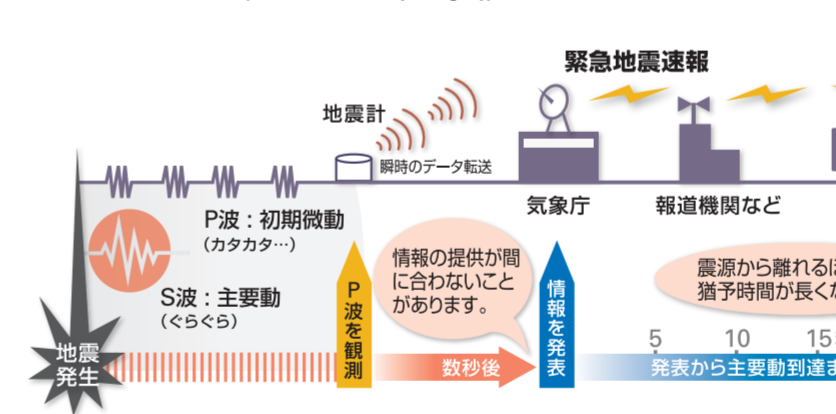 緊急地震速報
地震計
瞬時のデータ転送
気象庁
報道機関など
P波：初期微動
（カタカタ…）
S波：主要動
（ぐらぐら）
地震
発生
P波を観測
情報の提供が間
に合わないこと
があります。
数秒後
情報を発表
震源から離れるほ
猶予時間が長くな
5 10 15
発表から主要動到達ま